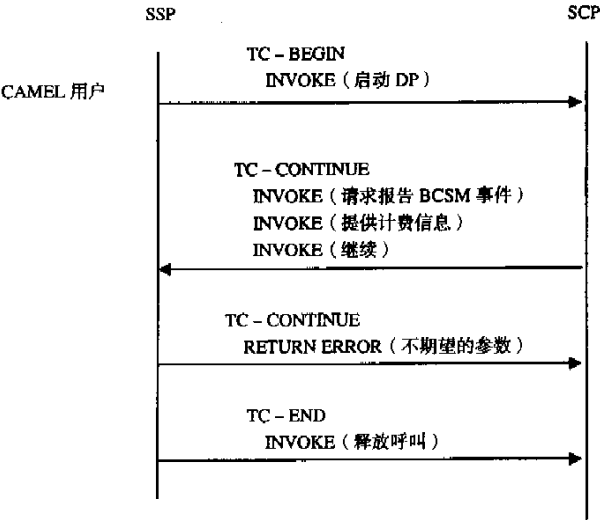 SSP
SCP
TC – BEGIN
INVOKE（启动 DP）
CAMEL 用户
TC – CONTINUE
INVOKE（请求报告 BCSM 事件）
INVOKE（提供计费信息）
INVOKE（继续）
TC – CONTINUE
RETURN ERROR（不期望的参数）
TC – END
INVOKE（释放呼叫）